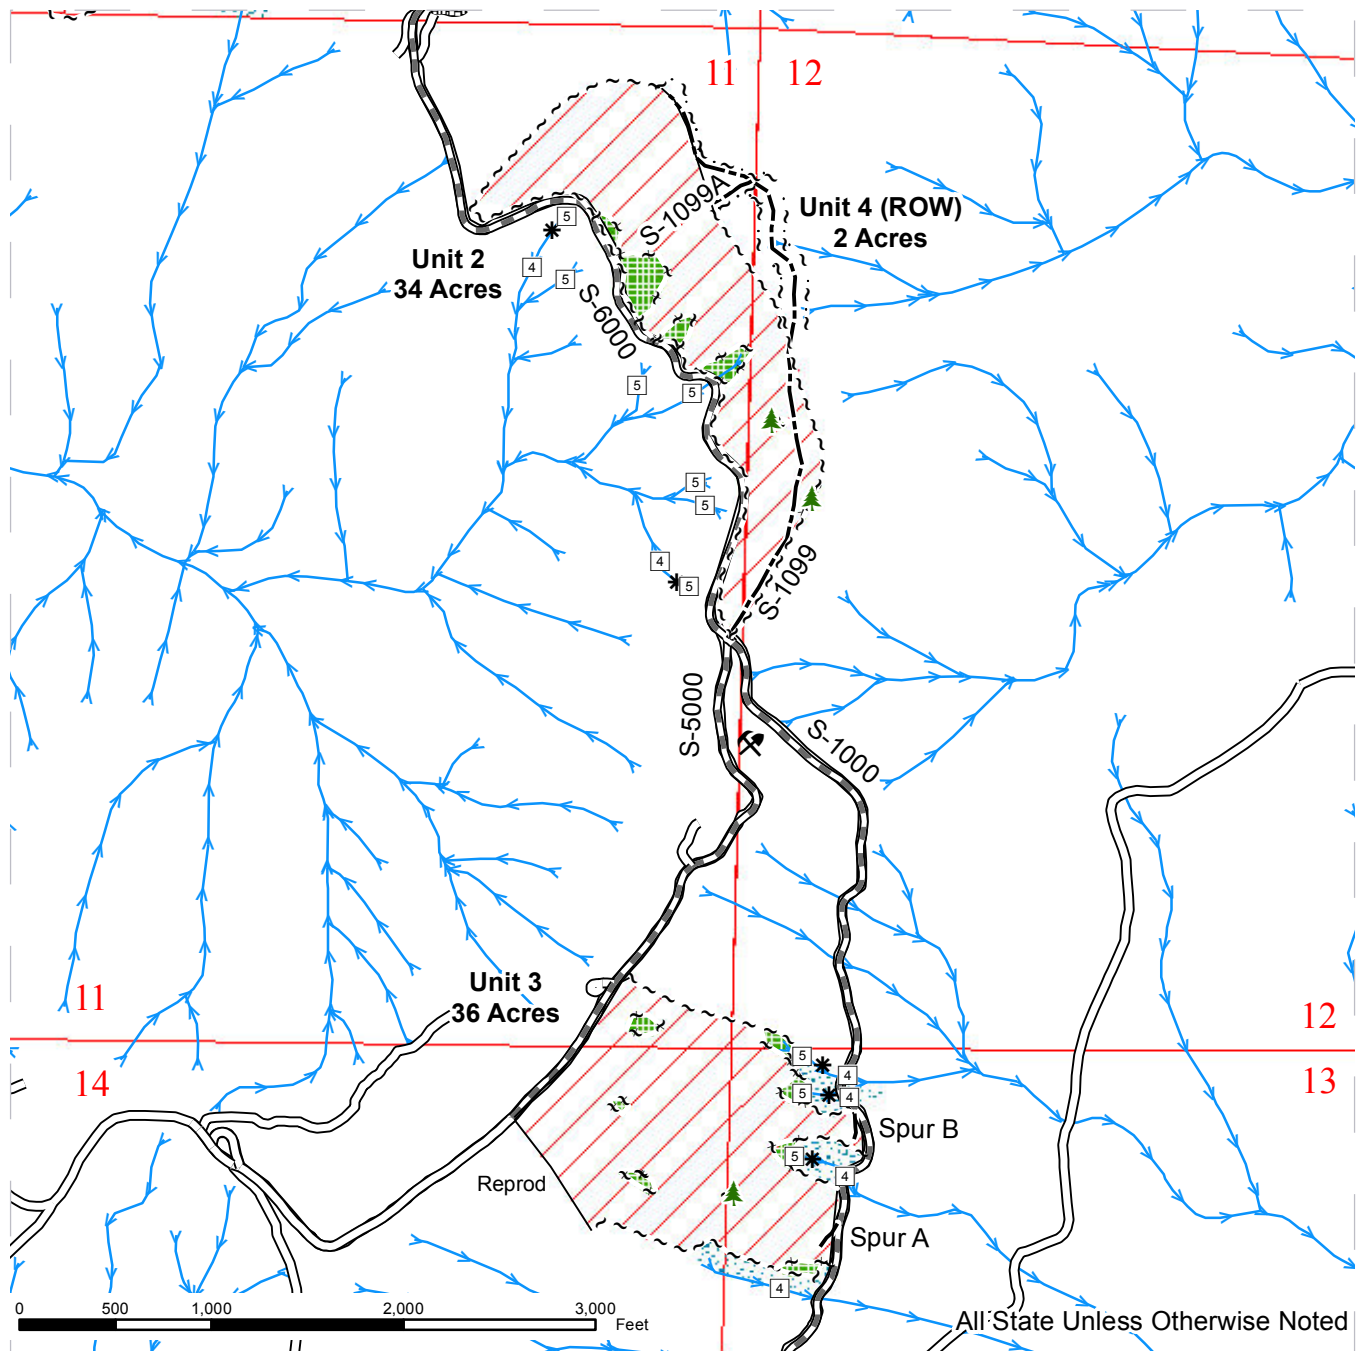 11
12
S-1099A
Unit 4 (ROW)
2 Acres
5
Unit 2
34 Acres
4
5
S-6000
5
5
5
5
4
5
S-1099
S-5000
S-1000
Unit 3
36 Acres
11
12
14
13
5
4
5
4
Spur B
5
4
Reprod
Spur A
4
0
500
1,000
2,000
3,000
Feet
All State Unless Otherwise Noted